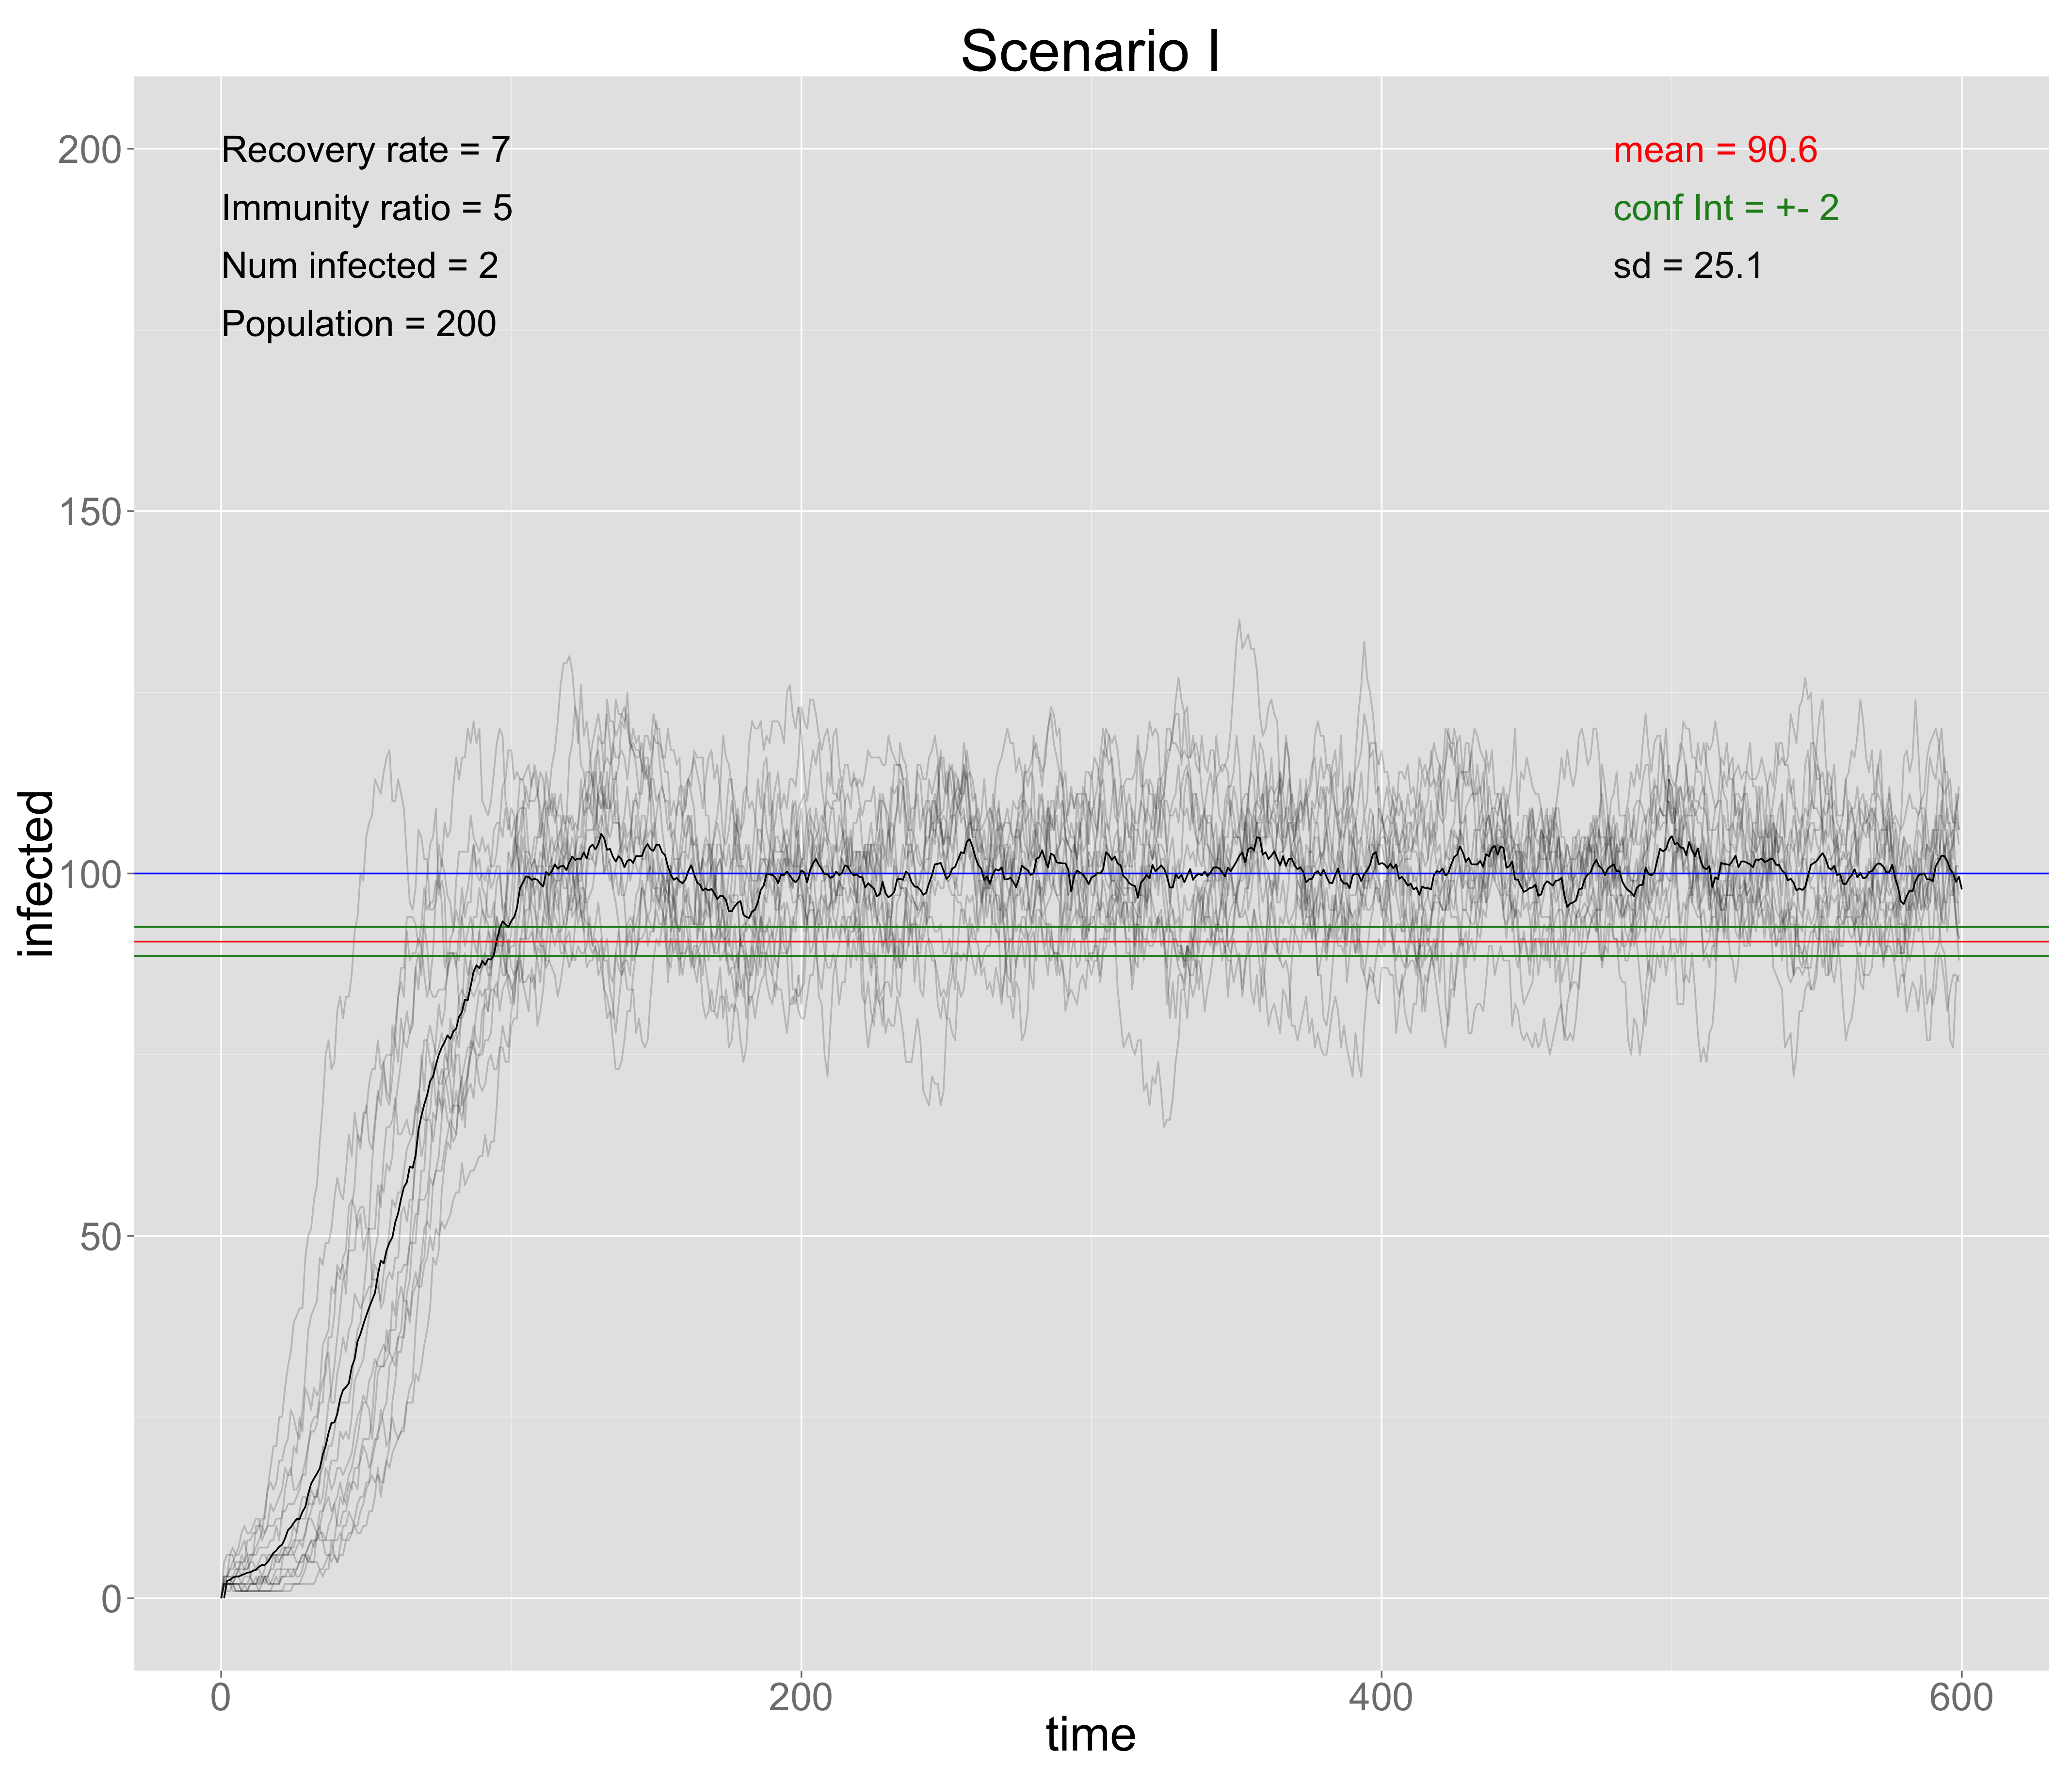 Scenario I
Recovery rate = 7
Immunity ratio = 5
Num infected = 2
Population = 200
mean = 90.6
conf Int = +- 2
sd = 25.1
infected
200
150
100
50
0
0 200 400 600
time